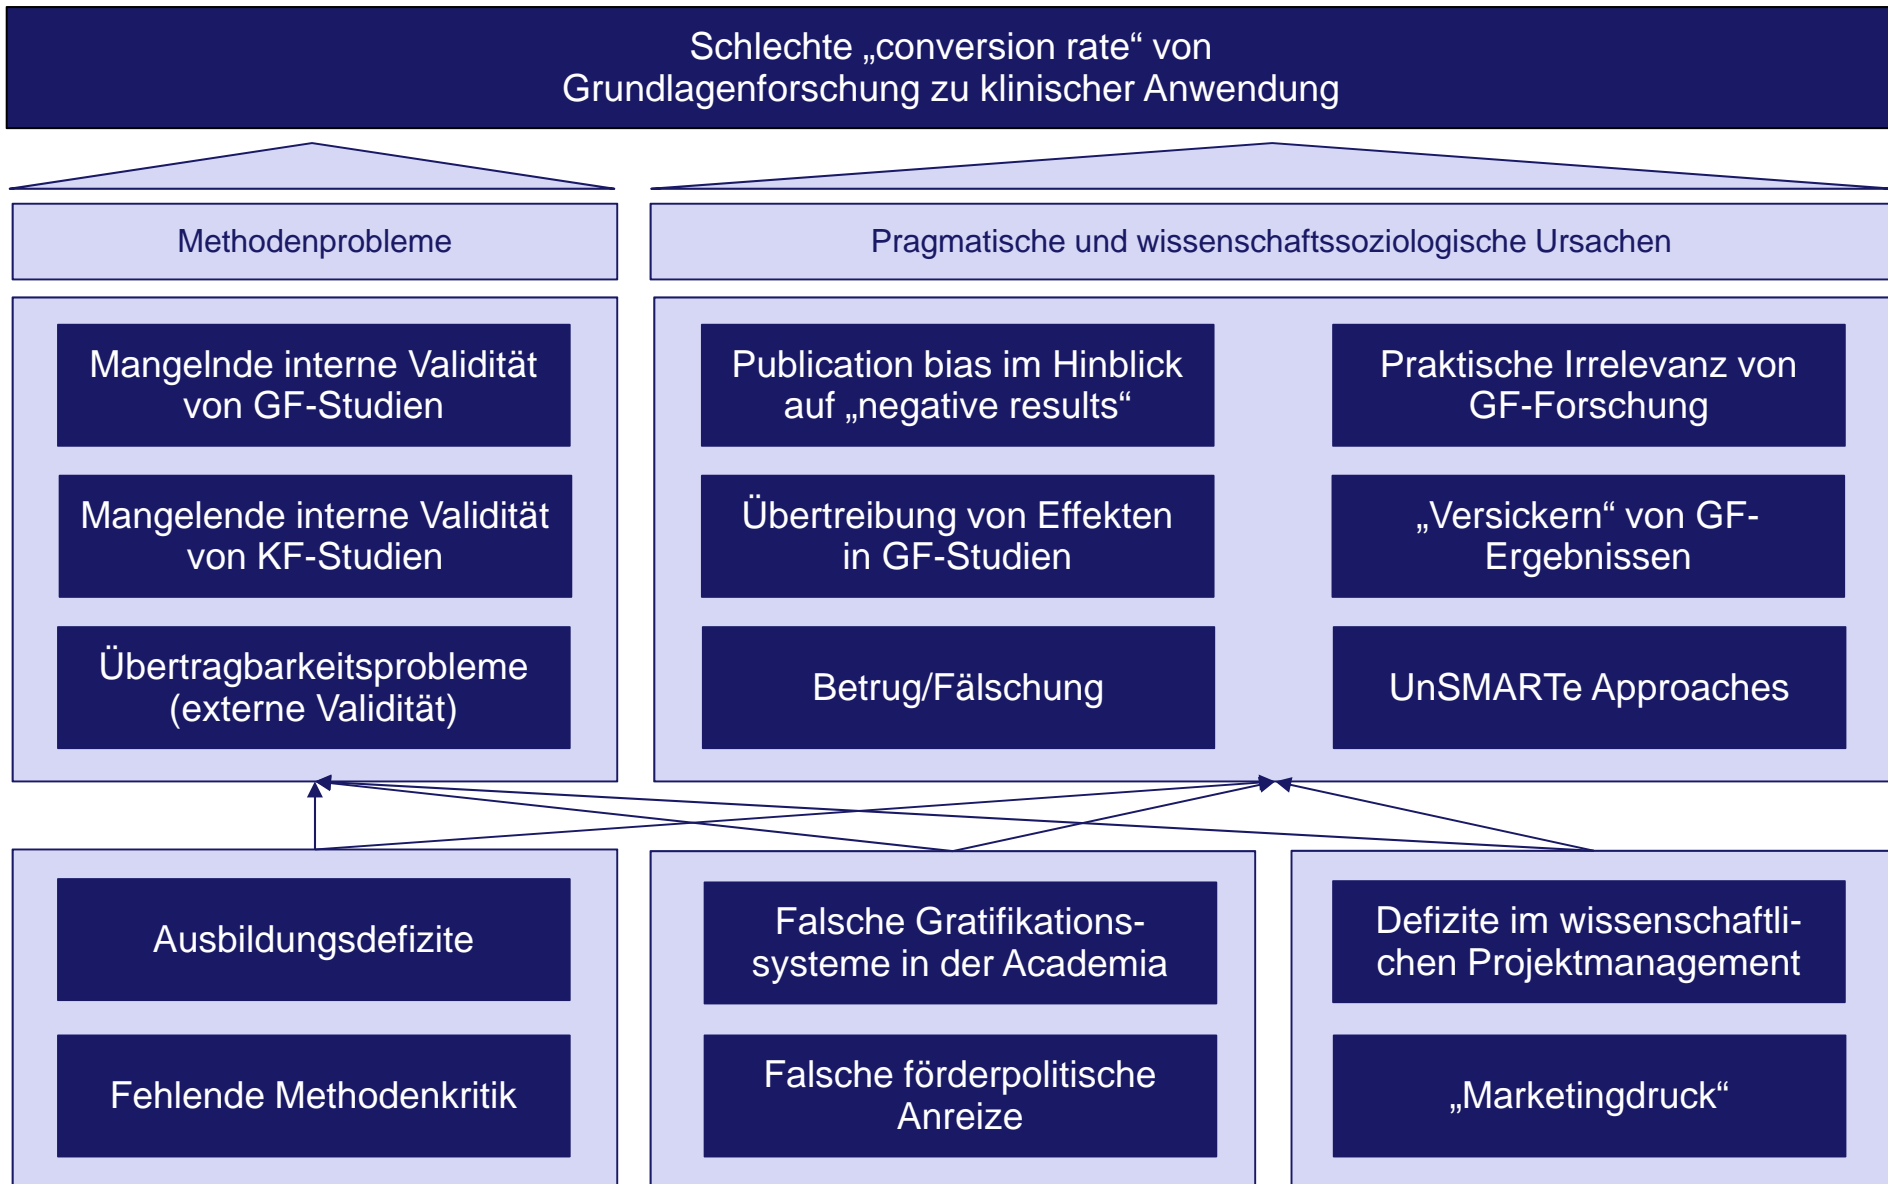 Schlechte „conversion rate“ von
Grundlagenforschung zu klinischer Anwendung
Methodenprobleme
Pragmatische und wissenschaftssoziologische Ursachen
Mangelnde interne Validität
von GF-Studien
Mangelende interne Validität
von KF-Studien
Übertragbarkeitsprobleme
(externe Validität)
Publication bias im Hinblick
auf „negative results“
Übertreibung von Effekten
in GF-Studien
Betrug/Fälschung
Praktische Irrelevanz von
GF-Forschung
„Versickern“ von GF-
Ergebnissen
UnSMARTe Approaches
Ausbildungsdefizite
Fehlende Methodenkritik
Falsche Gratifikations-
systeme in der Academia
Falsche förderpolitische
Anreize
Defizite im wissenschaftli-
chen Projektmanagement
„Marketingdruck“